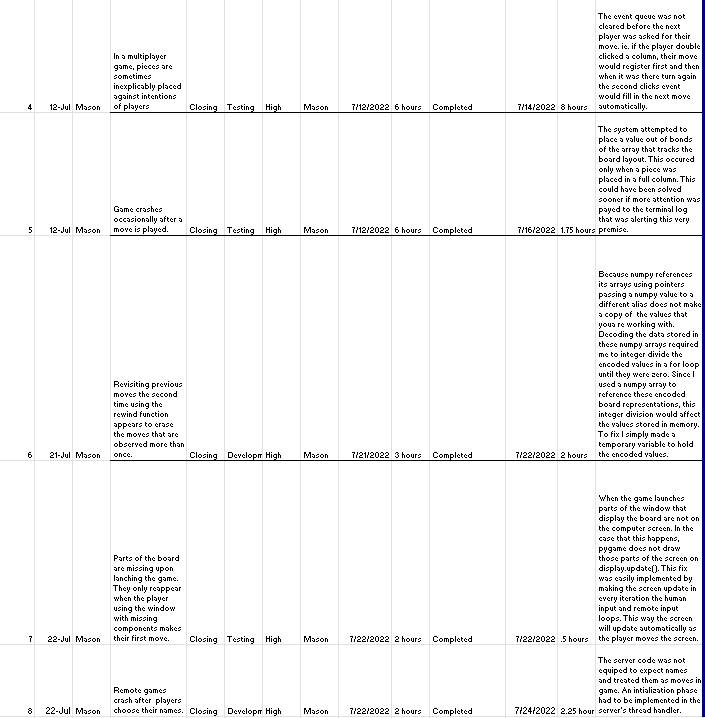 The event queue was not
cleared before the next
player was asked for their
move. ie. if the player double
clicked a column, their move
would register first and then
when it was there turn again
the second clicks event
would fill in the next move
automatically.
In a multiplayer
game, pieces are
sometimes
inexplicably placed
against intentions
of players
4 12-Jul Mason Closing Testing High Mason 7/12/2022 6 hours Completed 7/14/2022 8 hours
The system attempted to
place a value out of bonds
of the array that tracks the
board layout. This occured
only when a piece was
placed in a full column. This
could have been solved
sooner if more attention was
payed to the terminal log
that was alerting this very
premise.
Game crashes
occasionally after a
move is played.
5 12-Jul Mason Closing Testing High Mason 7/12/2022 6 hours Completed 7/16/2022 1.75 hours
Because numpy references
its arrays using pointers
passing a numpy value to a
different alias does not make
a copy of the values that
youa re working with.
Decoding the data stored in
these numpy arrays required
me to integer divide the
encoded values in a for loop
until they were zero. Since I
used a numpy array to
reference these encoded
board representations, this
integer division would affect
the values stored in memory.
To fix I simply made a
temporary variable to hold
the encoded values.
Revisiting previous
moves the second
time using the
rewind function
appears to erase
the moves that are
observed more than
once.
6 21-Jul Mason Closing Developm High Mason 7/21/2022 3 hours Completed 7/22/2022 2 hours
When the game launches
parts of the window that
display the board are not on
the computer screen. In the
case that this happens,
pygame does not draw
those parts of the screen on
display.update(). This fix
was easily implemented by
making the screen update in
every iteration the human
input and remote input
loops. This way the screen
will update automatically as
the player moves the screen.
Parts of the board
are missing upon
lanching the game.
They only reappear
when the player
using the window
with missing
components makes
their first move.
7 22-Jul Mason Closing Testing High Mason 7/22/2022 2 hours Completed 7/22/2022 .5 hours
The server code was not
equiped to expect names
and treated them as moves in
game. An intialization phase
had to be implemented in the
server's thread handler.
Remote games
crash after players
choose their names.
8 22-Jul Mason Closing Developm High Mason 7/22/2022 2 hours Completed 7/24/2022 2.25 hour